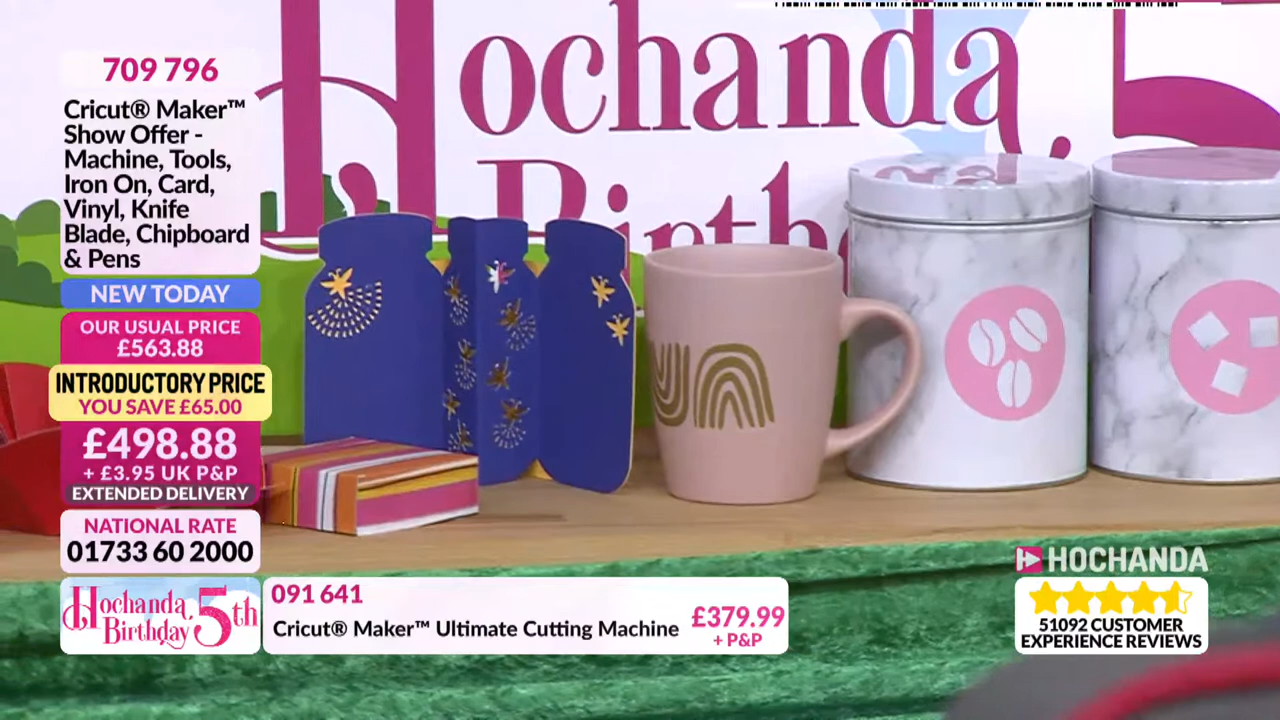 Hochanda,
5
Birth
709 796
Cricut® Maker™
Show Offer -
Machine, Tools,
Iron On, Card,
Vinyl, Knife
Blade, Chipboard
& Pens
NEW TODAY
OUR USUAL PRICE
£563.88
INTRODUCTORY PRICE
YOU SAVE £65.00
£498.88
+ £3.95 UK P&P
EXTENDED DELIVERY
NATIONAL RATE
01733 60 2000
Hochanda, 5th
Birthday
091 641
Cricut® Maker™ Ultimate Cutting Machine
£379.99
+ P&P
HOCHANDA
51092 CUSTOMER
EXPERIENCE REVIEWS